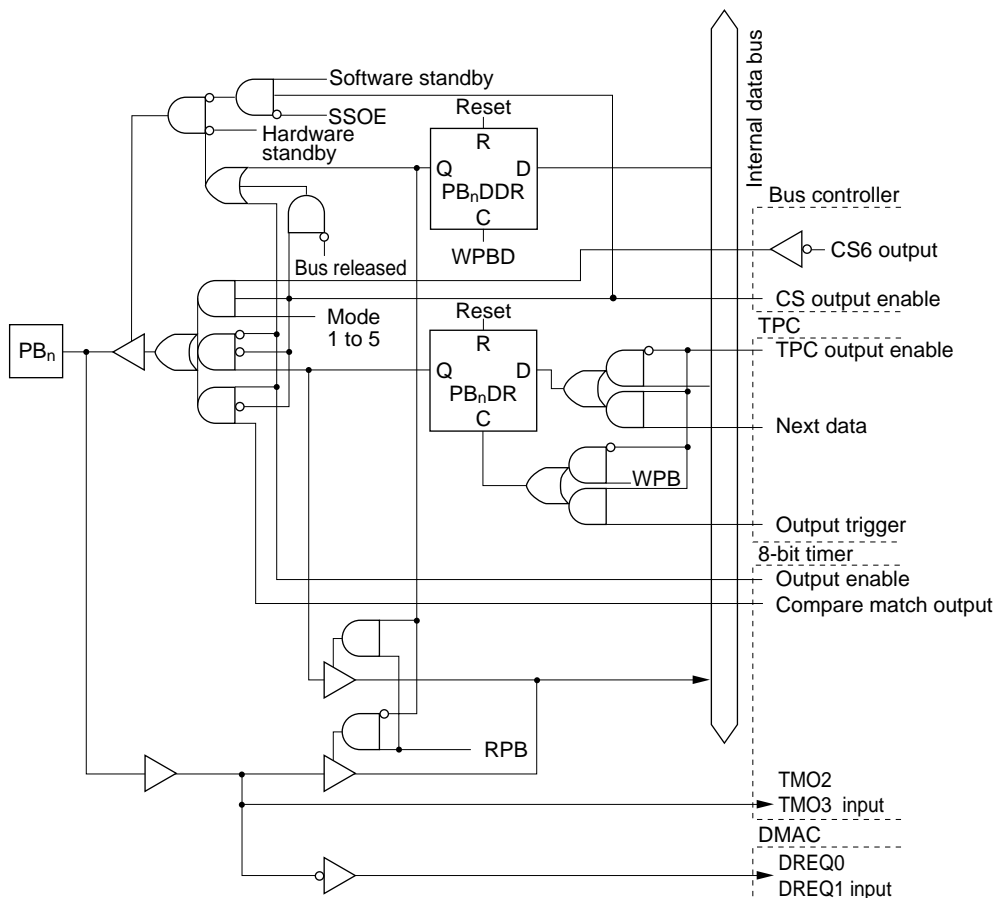 Software standby
SSOE
Hardware
standby
Reset
R
Q
D
PBnDDR
C
WPBD
Internal data bus
Bus controller
CS6 output
Bus released
CS output enable
Mode
1 to 5
TPC
TPC output enable
PBn
Reset
R
Q
D
PBnDR
C
Next data
WPB
Output trigger
8-bit timer
Output enable
Compare match output
RPB
TMO2
TMO3 input
DMAC
DREQ0
DREQ1 input